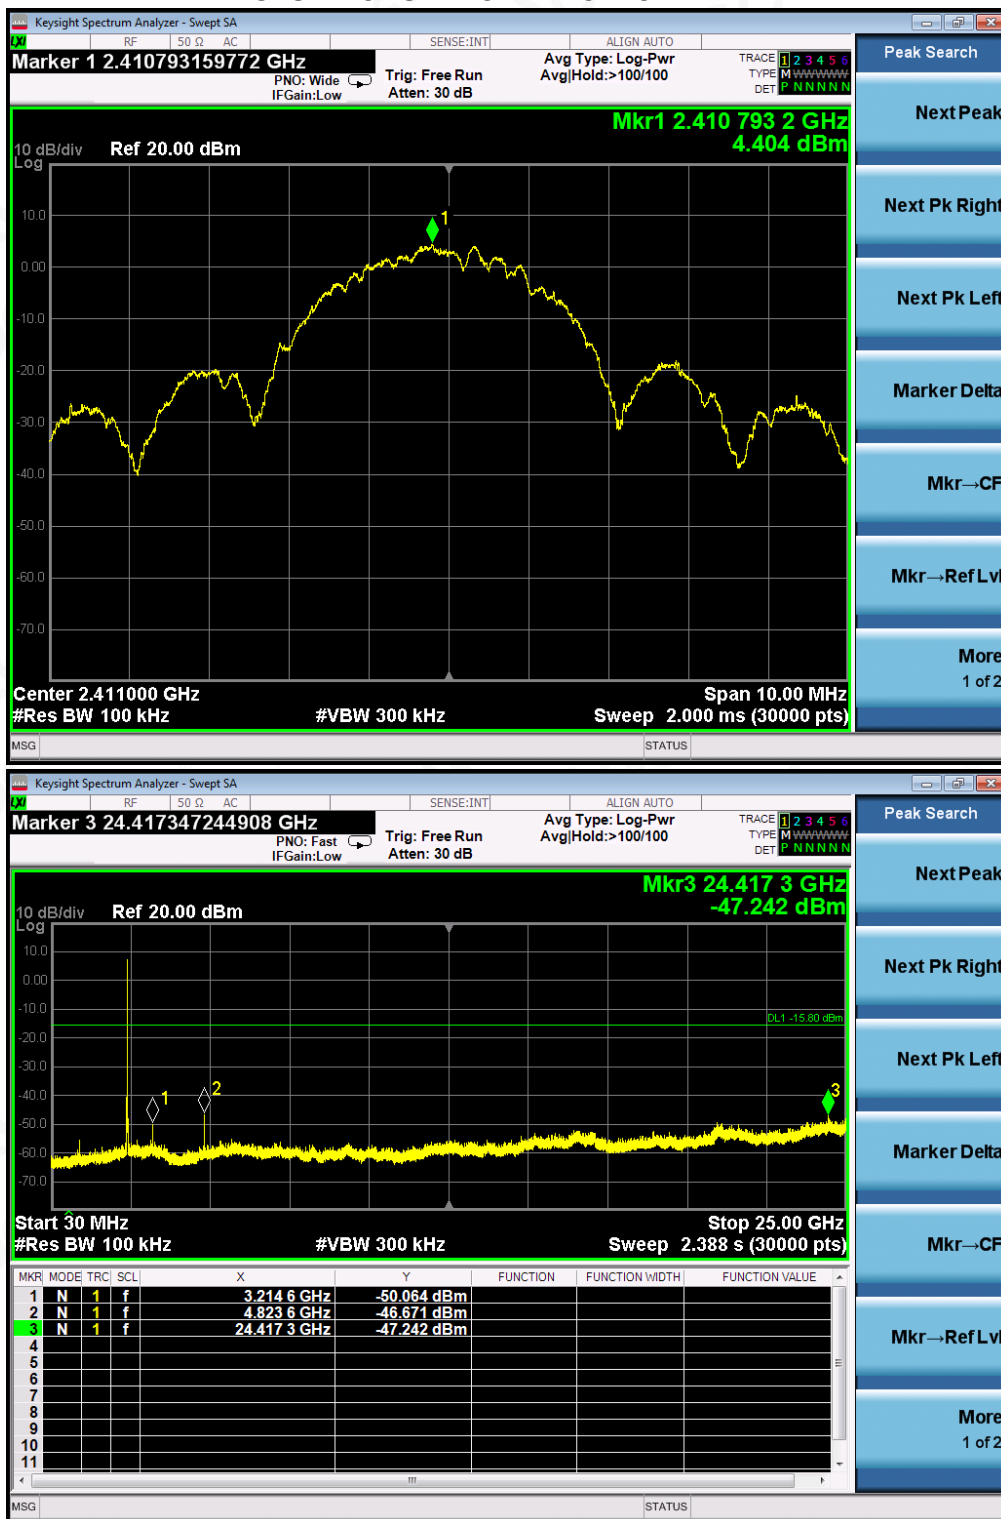 Keysight Spectrum Analyzer - Swept SA
LXI RF 50 Ω AC SENSE:INT ALIGN AUTO
Marker 1 2.410793159772 GHz
PNO: Wide
IFGain:Low
Trig: Free Run
Atten: 30 dB
Avg Type: Log-Pwr
Avg|Hold:>100/100
TRACE 1 2 3 4 5 6
TYPE M WWWWW
DET P N N N N N
Mkr1 2.410 793 2 GHz
4.404 dBm
10 dB/div Ref 20.00 dBm
Log
10.0
0.00
-10.0
-20.0
-30.0
-40.0
-50.0
-60.0
-70.0
1
Center 2.411000 GHz Span 10.00 MHz
#Res BW 100 kHz #VBW 300 kHz Sweep 2.000 ms (30000 pts)
MSG STATUS
Peak Search
Next Peak
Next Pk Right
Next Pk Left
Marker Delta
Mkr→CF
Mkr→Ref Lvl
More
1 of 2
Keysight Spectrum Analyzer - Swept SA
LXI RF 50 Ω AC SENSE:INT ALIGN AUTO
Marker 3 24.417347244908 GHz
PNO: Fast
IFGain:Low
Trig: Free Run
Atten: 30 dB
Avg Type: Log-Pwr
Avg|Hold:>100/100
TRACE 1 2 3 4 5 6
TYPE M WWWWW
DET P N N N N N
Mkr3 24.417 3 GHz
-47.242 dBm
10 dB/div Ref 20.00 dBm
Log
10.0
0.00
-10.0
-20.0
-30.0
-40.0
-50.0
-60.0
-70.0
DL1 -15.80 dBm
1
2
3
Start 30 MHz Stop 25.00 GHz
#Res BW 100 kHz #VBW 300 kHz Sweep 2.388 s (30000 pts)
MKR MODE TRC SCL X Y FUNCTION FUNCTION WIDTH FUNCTION VALUE
1 N 1 f 3.214 6 GHz -50.064 dBm
2 N 1 f 4.823 6 GHz -46.671 dBm
3 N 1 f 24.417 3 GHz -47.242 dBm
4
5
6
7
8
9
10
11
MSG STATUS
Peak Search
Next Peak
Next Pk Right
Next Pk Left
Marker Delta
Mkr→CF
Mkr→Ref Lvl
More
1 of 2